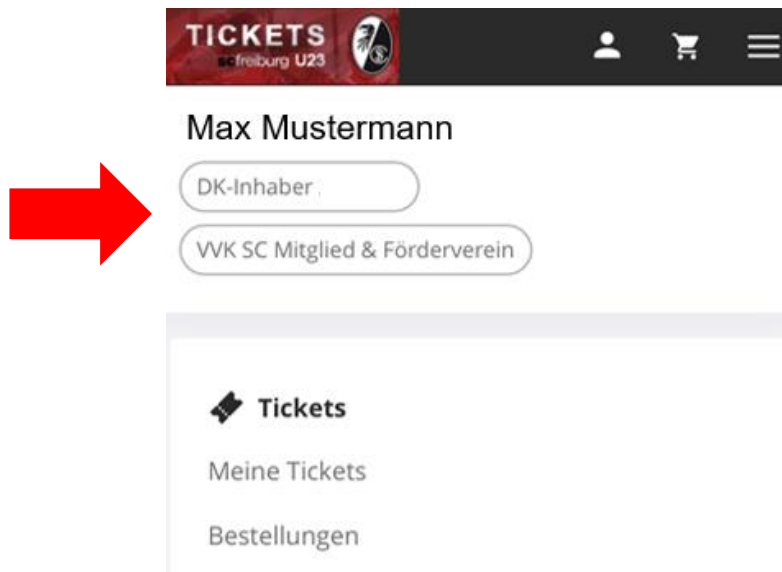 TICKETS
scfreiburg U23
Max Mustermann
DK-Inhaber
VVK SC Mitglied & Förderverein
Tickets
Meine Tickets
Bestellungen